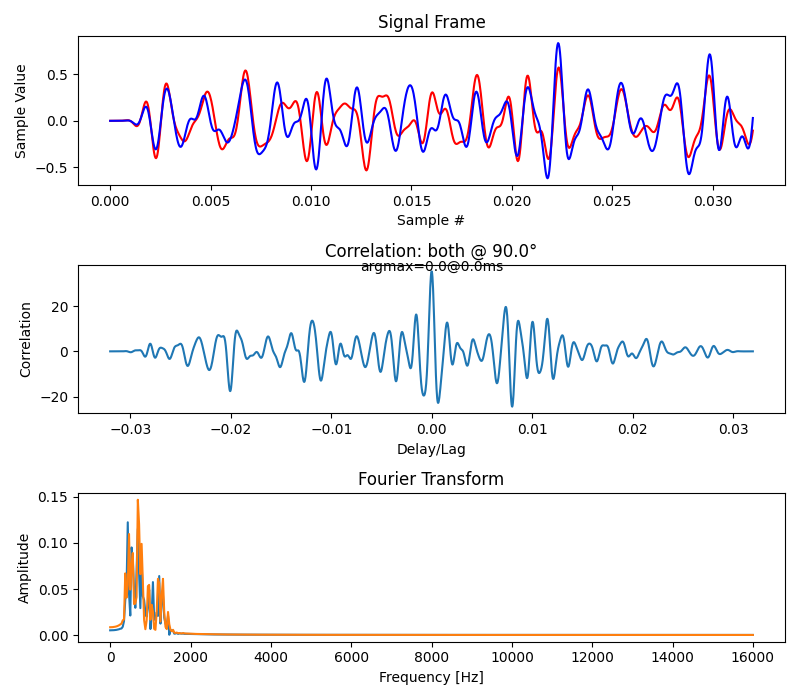 Signal Frame
Sample Value
0.5
0.0
−0.5
0.000 0.005 0.010 0.015 0.020 0.025 0.030
Sample #
Correlation: both @ 90.0°
argmax=0.0@0.0ms
Correlation
20
0
−20
−0.03 −0.02 −0.01 0.00 0.01 0.02 0.03
Delay/Lag
Fourier Transform
Amplitude
0.15
0.10
0.05
0.00
0 2000 4000 6000 8000 10000 12000 14000 16000
Frequency [Hz]